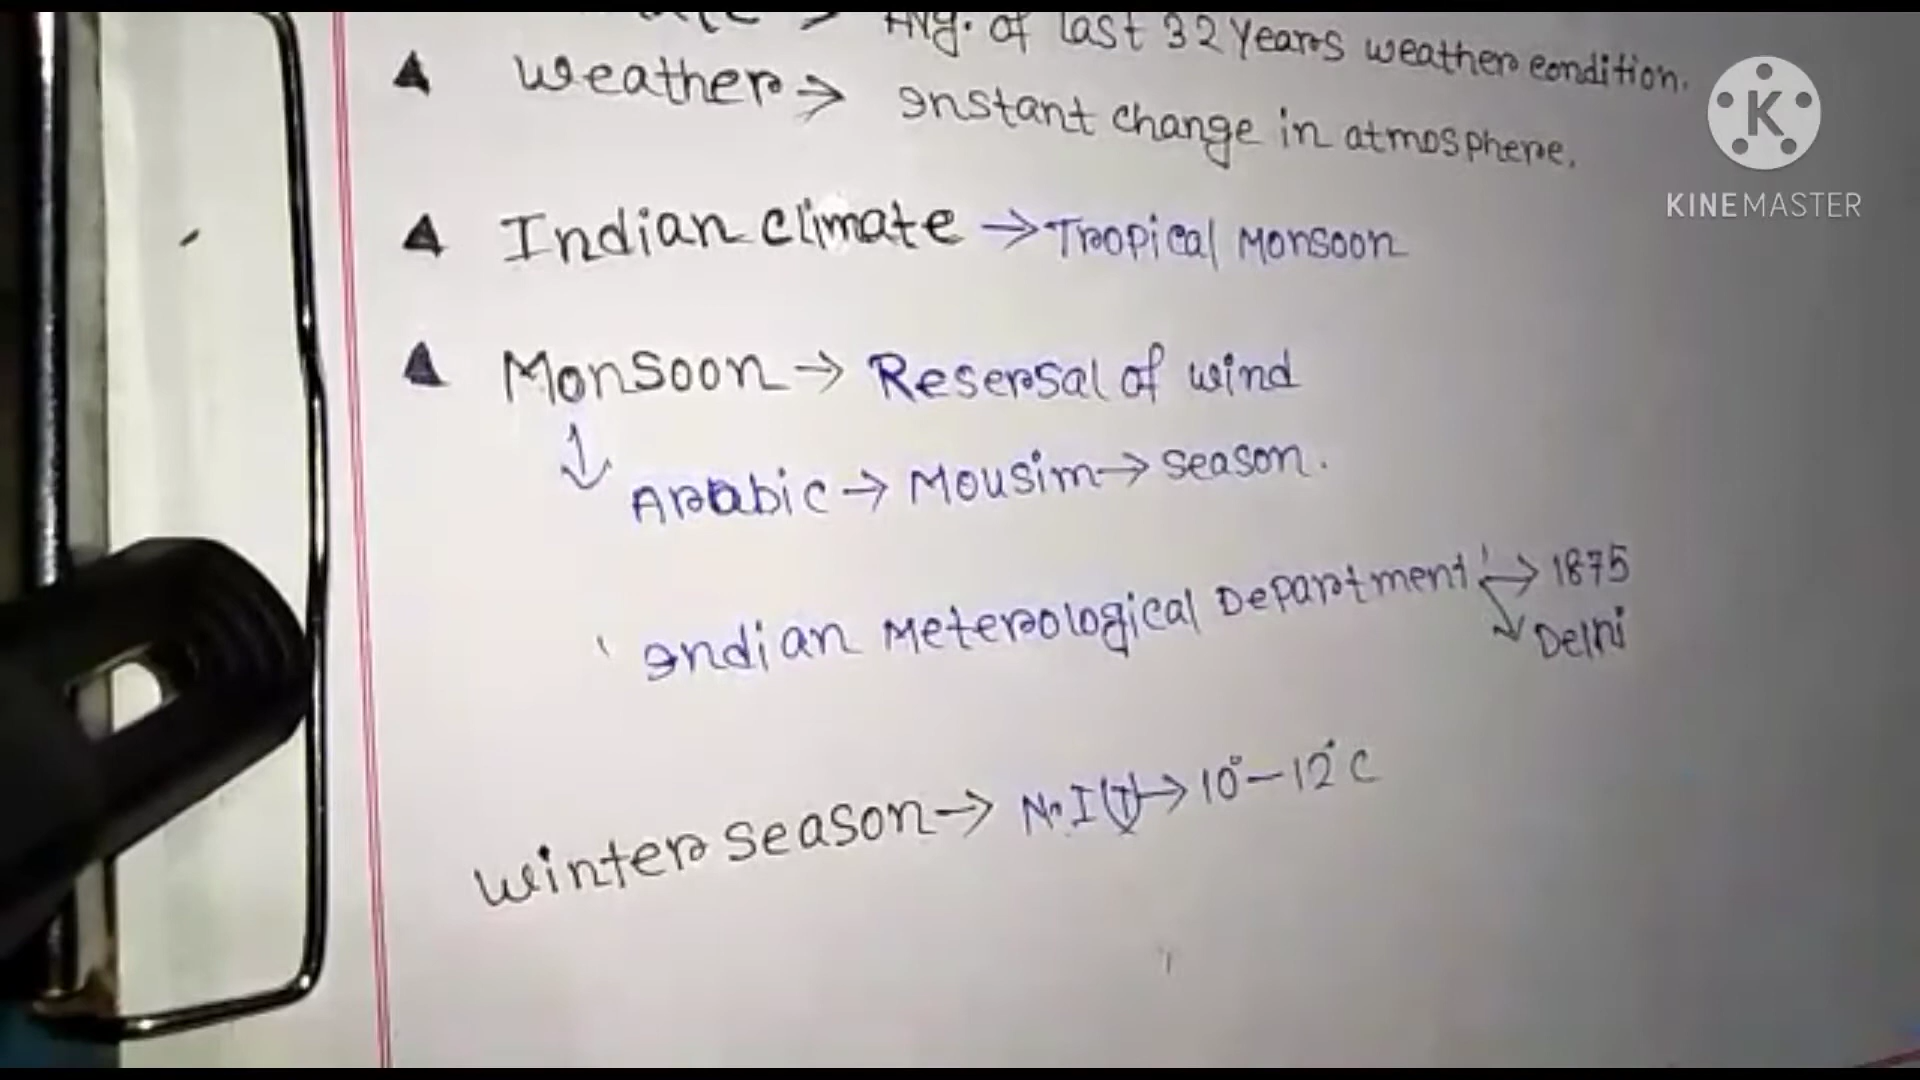 Avg. of last 32 Years weather condition.
Weather → Instant change in atmosphere.
K
KINEMASTER
Indian climate → Tropical Monsoon
Monsoon → Resersal of wind
Arabic → Mousim → season.
Indian Meterological Department → 1875
Delhi
Winter season → N.I(T) → 10° – 12°C